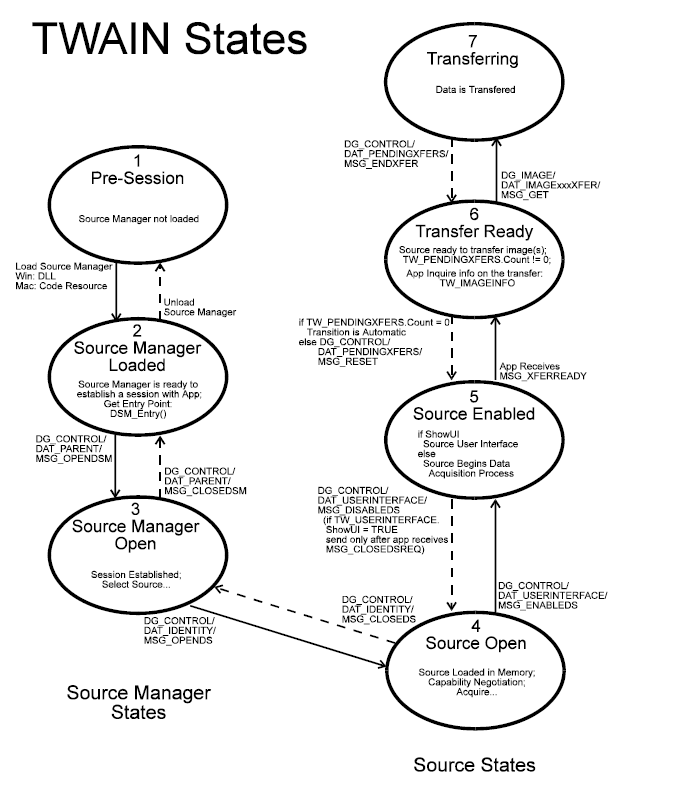 TWAIN States
1
Pre-Session
Source Manager not loaded
Load Source Manager
Win: DLL
Mac: Code Resource
Unload
Source Manager
2
Source Manager
Loaded
Source Manager is ready to
establish a session with App;
Get Entry Point:
DSM_Entry()
DG_CONTROL/
DAT_PARENT/
MSG_OPENDSM
DG_CONTROL/
DAT_PARENT/
MSG_CLOSEDSM
3
Source Manager
Open
Session Established;
Select Source...
DG_CONTROL/
DAT_IDENTITY/
MSG_OPENDS
DG_CONTROL/
DAT_IDENTITY/
MSG_CLOSEDS
Source Manager
States
7
Transferring
Data is Transfered
DG_CONTROL/
DAT_PENDINGXFERS/
MSG_ENDXFER
DG_IMAGE/
DAT_IMAGExxxXFER/
MSG_GET
6
Transfer Ready
Source ready to transfer image(s);
TW_PENDINGXFERS.Count != 0;
App Inquire info on the transfer:
TW_IMAGEINFO
if TW_PENDINGXFERS.Count = 0
Transition is Automatic
else DG_CONTROL/
DAT_PENDINGXFERS/
MSG_RESET
App Receives
MSG_XFERREADY
5
Source Enabled
if ShowUI
Source User Interface
else
Source Begins Data
Acquisition Process
DG_CONTROL/
DAT_USERINTERFACE/
MSG_DISABLEDS
(if TW_USERINTERFACE.
ShowUI = TRUE
send only after app receives
MSG_CLOSEDSREQ)
DG_CONTROL/
DAT_USERINTERFACE/
MSG_ENABLEDS
4
Source Open
Source Loaded in Memory;
Capability Negotiation;
Acquire...
Source States